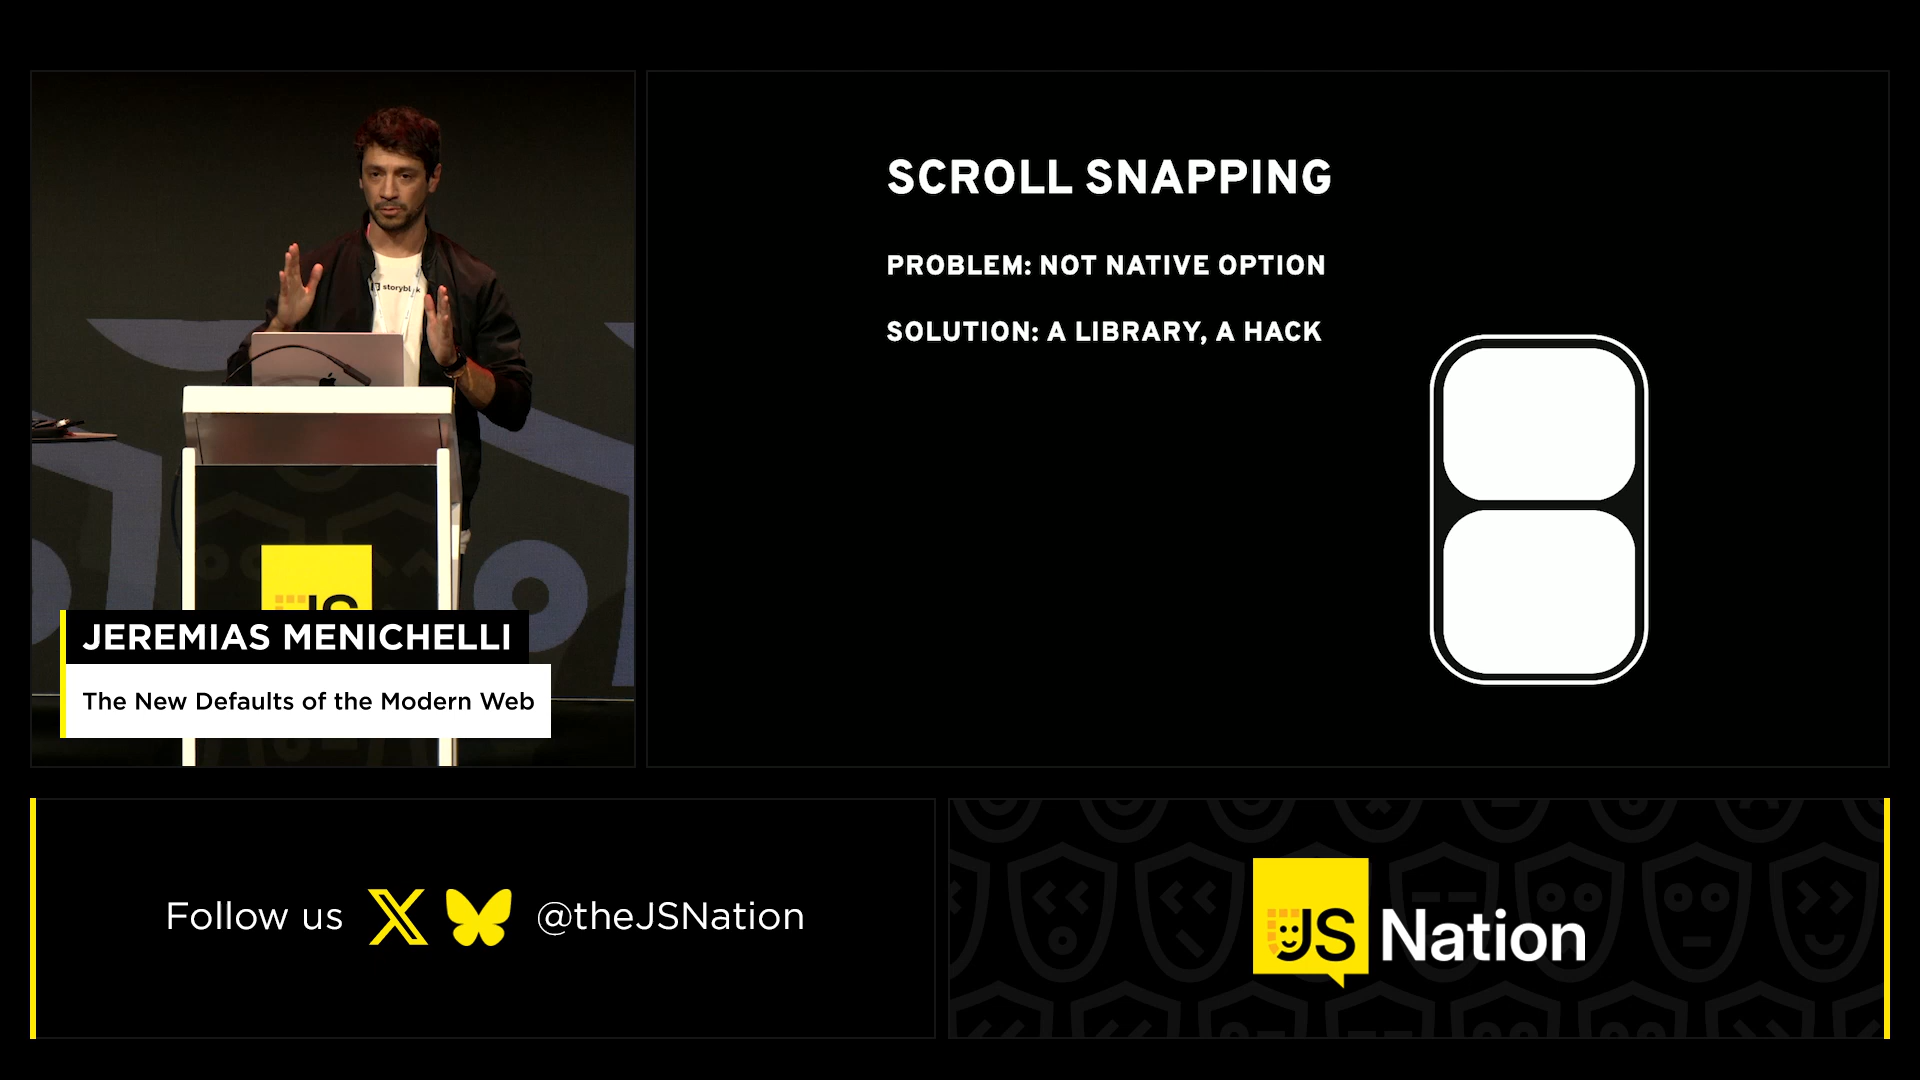 SCROLL SNAPPING
PROBLEM: NOT NATIVE OPTION
SOLUTION: A LIBRARY, A HACK
JS
JEREMIAS MENICHELLI
The New Defaults of the Modern Web
Follow us @theJSNation
JS Nation